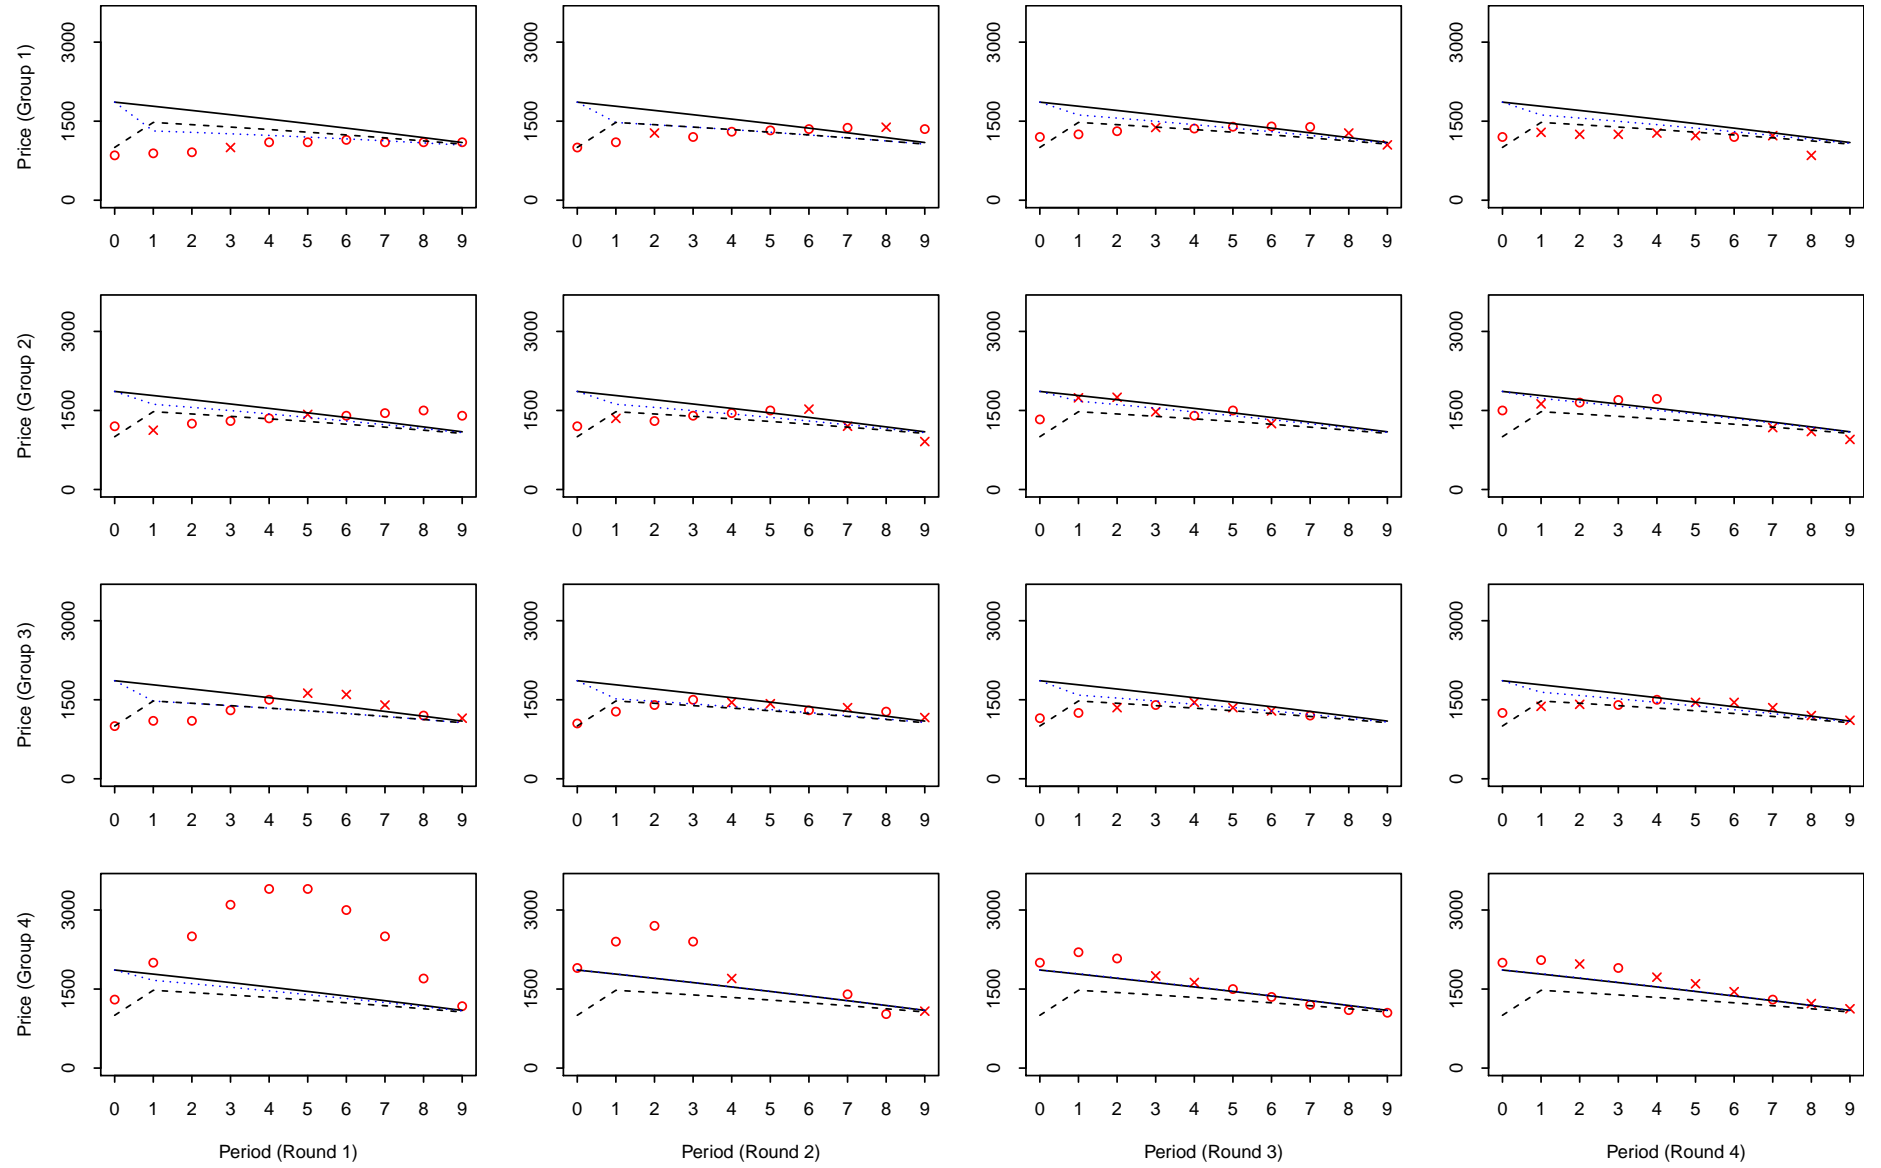 Price (Group 1)
0 1500 3000
0 1 2 3 4 5 6 7 8 9
0 1500 3000
0 1 2 3 4 5 6 7 8 9
0 1500 3000
0 1 2 3 4 5 6 7 8 9
0 1500 3000
0 1 2 3 4 5 6 7 8 9
Price (Group 2)
0 1500 3000
0 1 2 3 4 5 6 7 8 9
0 1500 3000
0 1 2 3 4 5 6 7 8 9
0 1500 3000
0 1 2 3 4 5 6 7 8 9
0 1500 3000
0 1 2 3 4 5 6 7 8 9
Price (Group 3)
0 1500 3000
0 1 2 3 4 5 6 7 8 9
0 1500 3000
0 1 2 3 4 5 6 7 8 9
0 1500 3000
0 1 2 3 4 5 6 7 8 9
0 1500 3000
0 1 2 3 4 5 6 7 8 9
Price (Group 4)
0 1500 3000
0 1 2 3 4 5 6 7 8 9
Period (Round 1)
0 1500 3000
0 1 2 3 4 5 6 7 8 9
Period (Round 2)
0 1500 3000
0 1 2 3 4 5 6 7 8 9
Period (Round 3)
0 1500 3000
0 1 2 3 4 5 6 7 8 9
Period (Round 4)